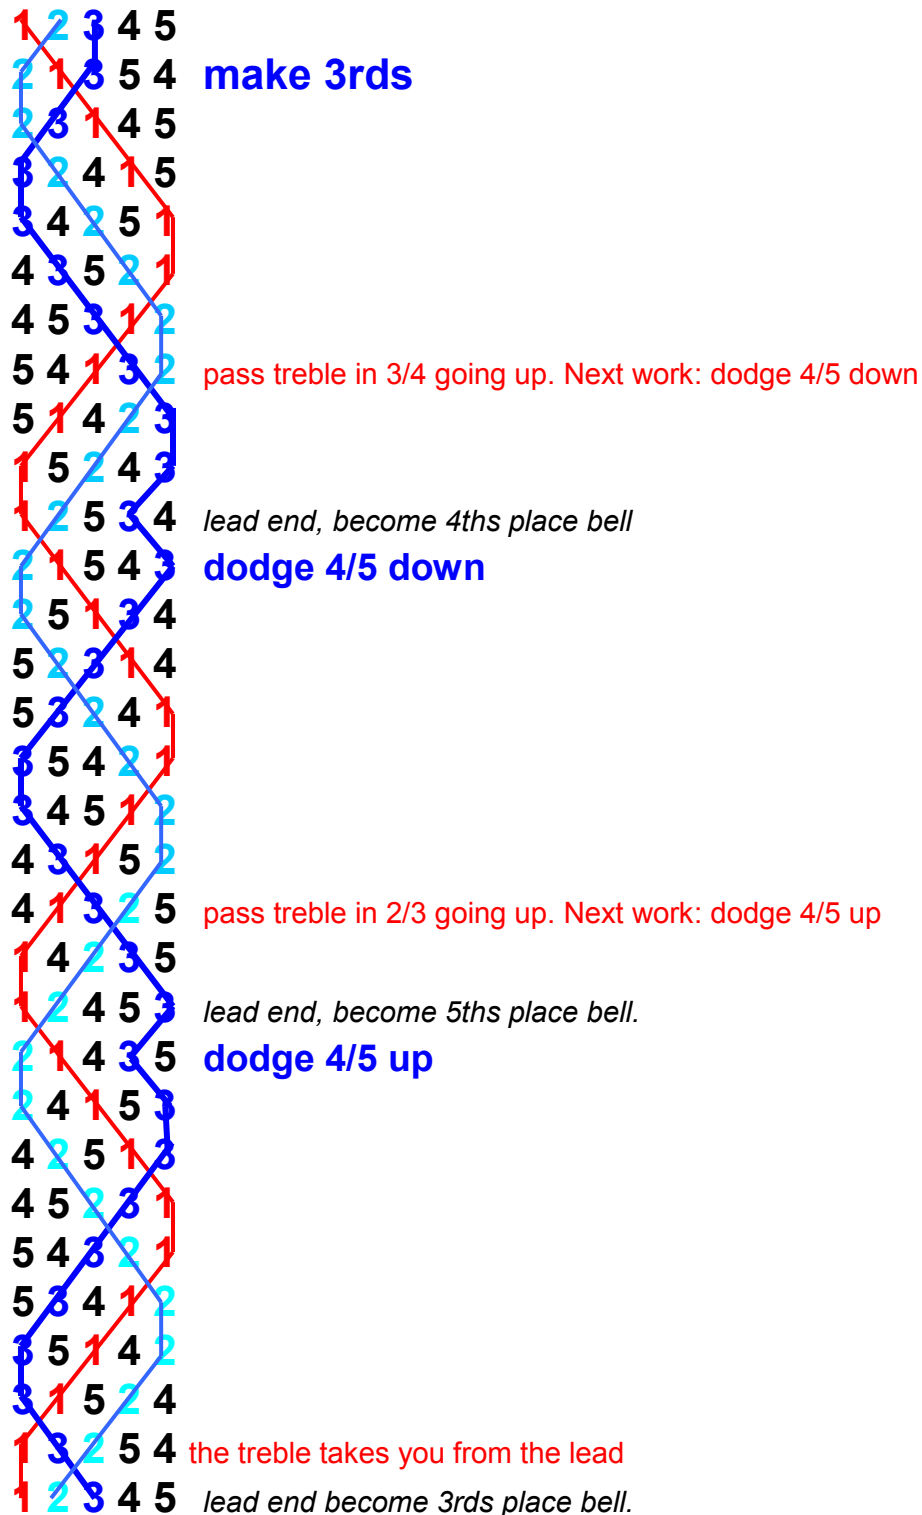 1 2 3 4 5
2 1 3 5 4 make 3rds
2 3 1 4 5
3 2 4 1 5
3 4 2 5 1
4 3 5 2 1
4 5 3 1 2
5 4 1 3 2 pass treble in 3/4 going up. Next work: dodge 4/5 down
5 1 4 2 3
1 5 2 4 3
1 2 5 3 4 lead end, become 4ths place bell
2 1 5 4 3 dodge 4/5 down
2 5 1 3 4
5 2 3 1 4
5 3 2 4 1
3 5 4 2 1
3 4 5 1 2
4 3 1 5 2
4 1 3 2 5 pass treble in 2/3 going up. Next work: dodge 4/5 up
1 4 2 3 5
1 2 4 5 3 lead end, become 5ths place bell.
2 1 4 3 5 dodge 4/5 up
2 4 1 5 3
4 2 5 1 3
4 5 2 3 1
5 4 3 2 1
5 3 4 1 2
3 5 1 4 2
3 1 5 2 4
1 3 2 5 4 the treble takes you from the lead
1 2 3 4 5 lead end become 3rds place bell.